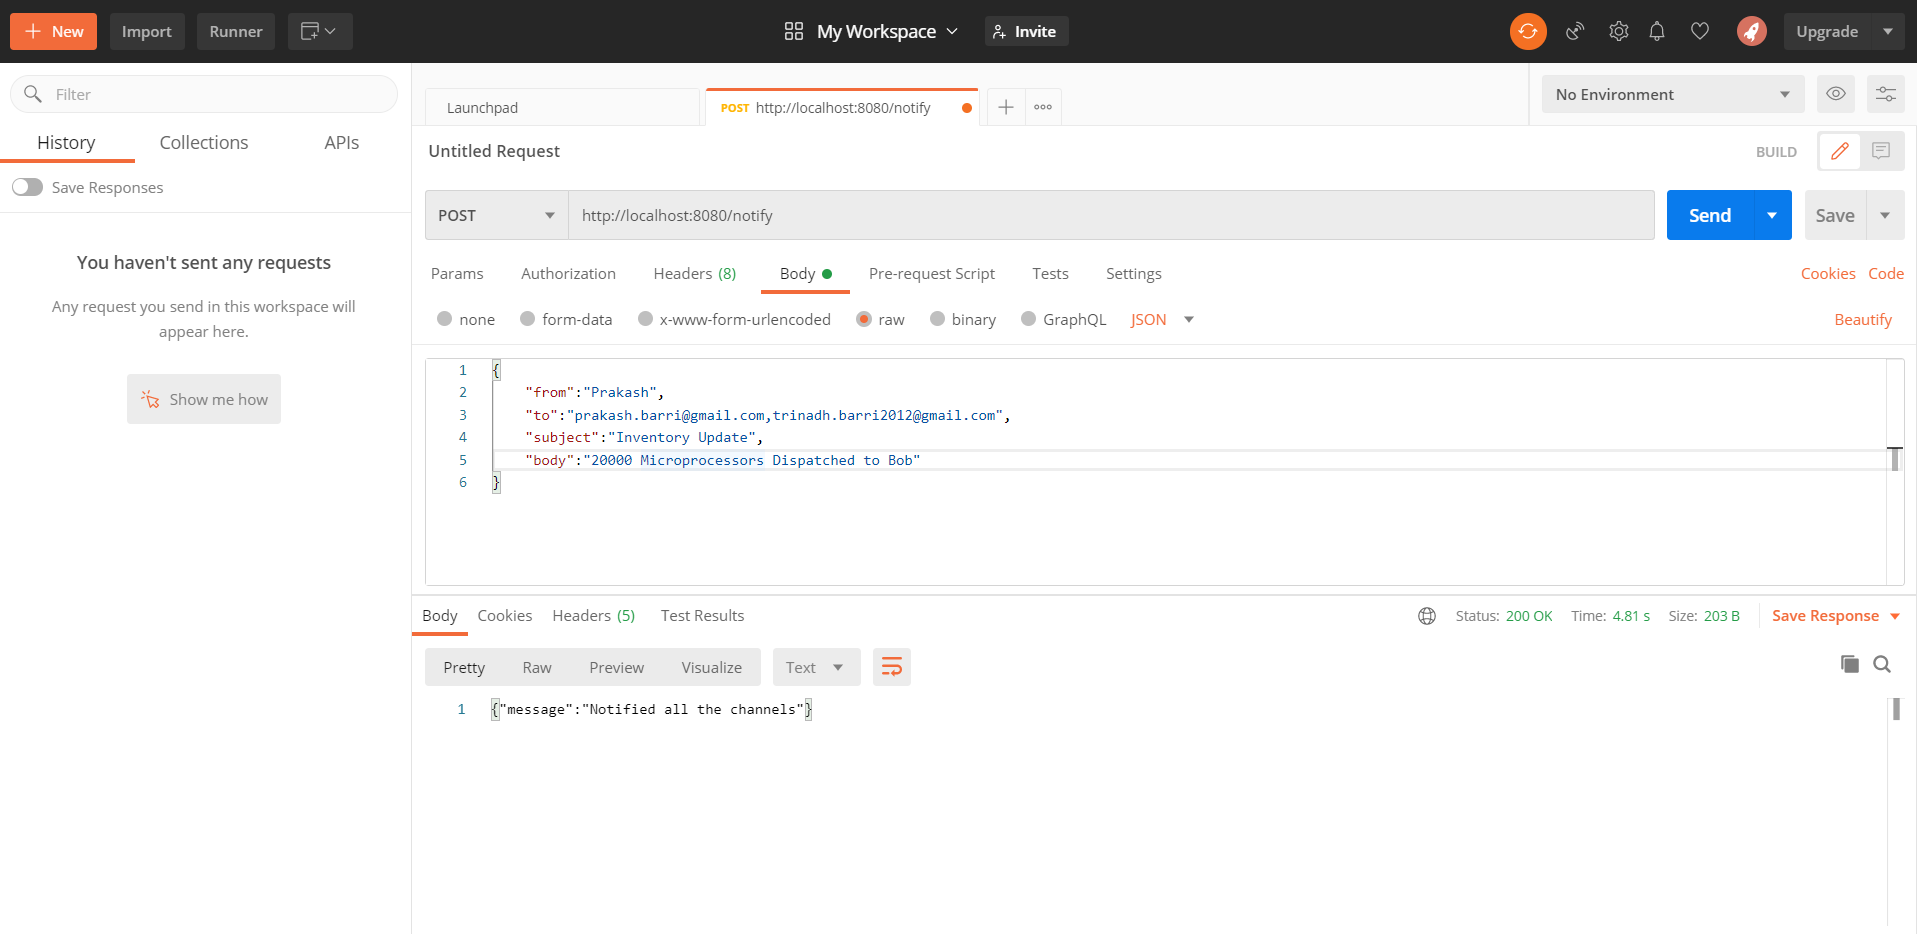 New Import Runner My Workspace Invite Upgrade
Filter
History Collections APIs
Save Responses
You haven't sent any requests
Any request you send in this workspace will
appear here.
Show me how
Launchpad POST http://localhost:8080/notify No Environment
Untitled Request BUILD
POST http://localhost:8080/notify Send Save
Params Authorization Headers (8) Body Pre-request Script Tests Settings Cookies Code
none form-data x-www-form-urlencoded raw binary GraphQL JSON Beautify
1 {
2 "from":"Prakash",
3 "to":"prakash.barri@gmail.com,trinadh.barri2012@gmail.com",
4 "subject":"Inventory Update",
5 "body":"20000 Microprocessors Dispatched to Bob"
6 }
Body Cookies Headers (5) Test Results Status: 200 OK Time: 4.81 s Size: 203 B Save Response
Pretty Raw Preview Visualize Text
1 {"message":"Notified all the channels"}